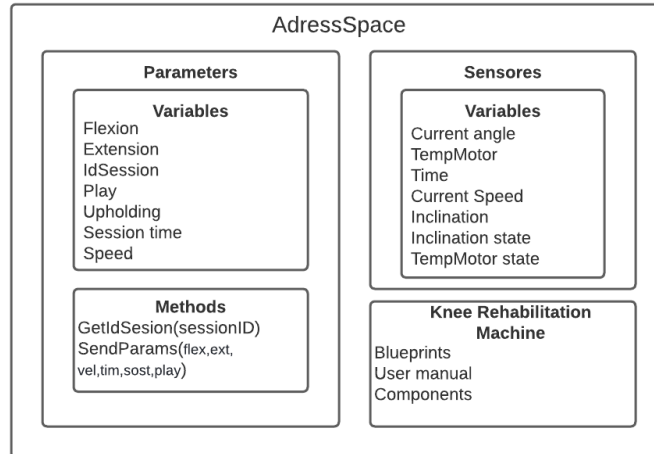 AdressSpace
Parameters
Variables
Flexion
Extension
IdSession
Play
Upholding
Session time
Speed
Methods
GetIdSesion(sessionID)
SendParams(flex,ext,
vel,tim,sost,play)
Sensores
Variables
Current angle
TempMotor
Time
Current Speed
Inclination
Inclination state
TempMotor state
Knee Rehabilitation
Machine
Blueprints
User manual
Components